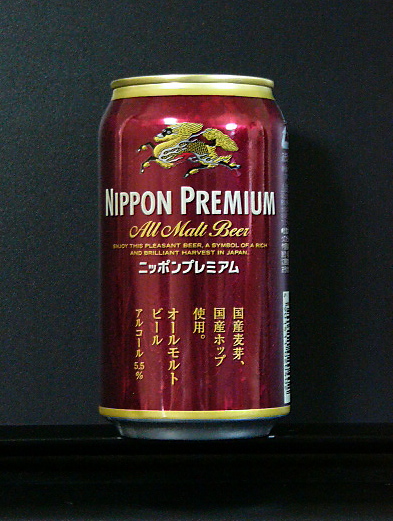 NIPPON PREMIUM
All Malt Beer
ENJOY THIS PLEASANT BEER, A SYMBOL OF A RICH
AND BRILLIANT HARVEST IN JAPAN.
ニッポンプレミアム
国産麦芽、
国産ホップ
使用。
オールモルト
ビール
アルコール5.5%